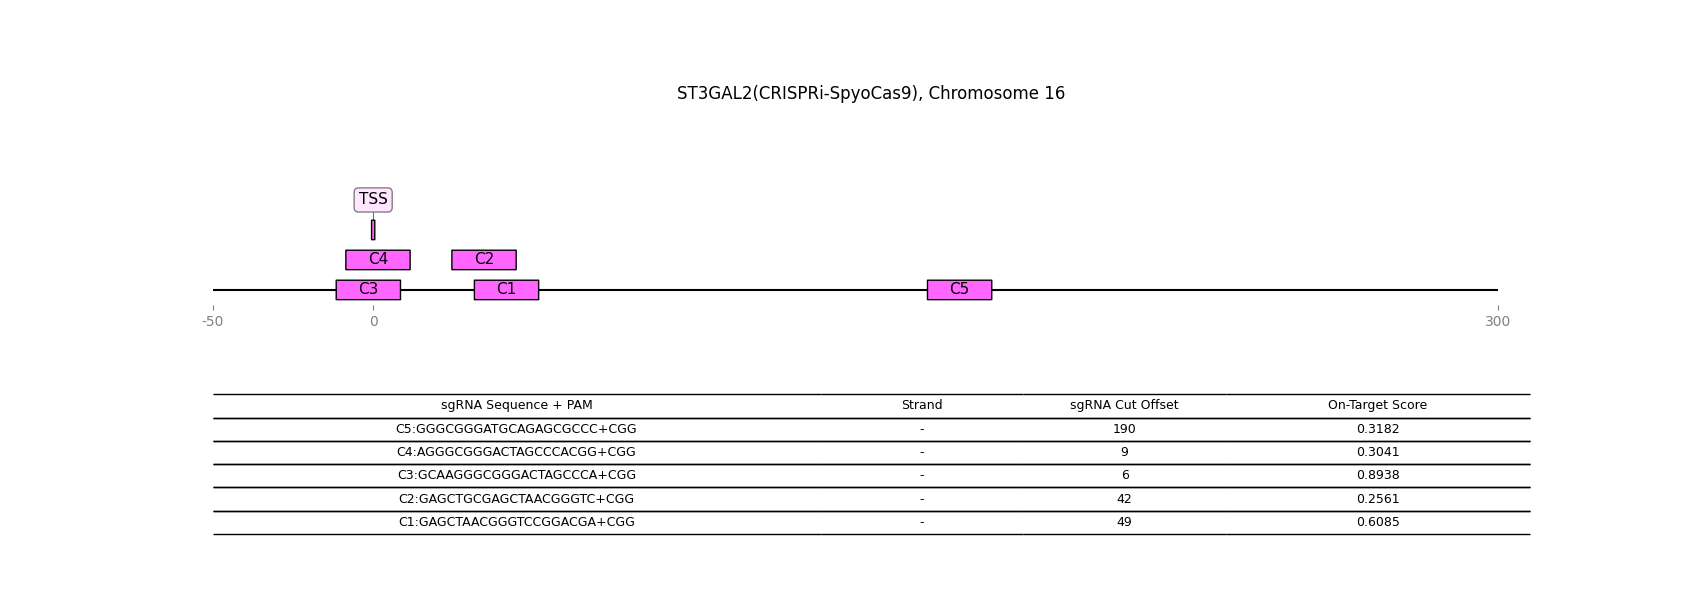 ST3GAL2(CRISPRi-SpyoCas9), Chromosome 16
TSS
C4 C2
C3 C1 C5
-50 0 300
sgRNA Sequence + PAM Strand sgRNA Cut Offset On-Target Score
C5:GGGCGGGATGCAGAGCGCCC+CGG - 190 0.3182
C4:AGGGCGGGACTAGCCCACGG+CGG - 9 0.3041
C3:GCAAGGGCGGGACTAGCCCA+CGG - 6 0.8938
C2:GAGCTGCGAGCTAACGGGTC+CGG - 42 0.2561
C1:GAGCTAACGGGTCCGGACGA+CGG - 49 0.6085